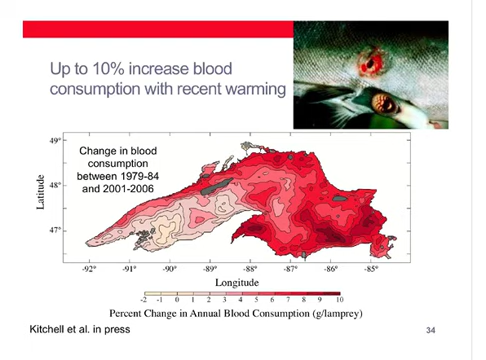 Up to 10% increase blood
consumption with recent warming
Change in blood
consumption
between 1979-84
and 2001-2006
49°
48°
47°
Latitude
-92° -91° -90° -89° -88° -87° -86° -85°
Longitude
-2 -1 0 1 2 3 4 5 6 7 8 9 10
Percent Change in Annual Blood Consumption (g/lamprey)
Kitchell et al. in press
34